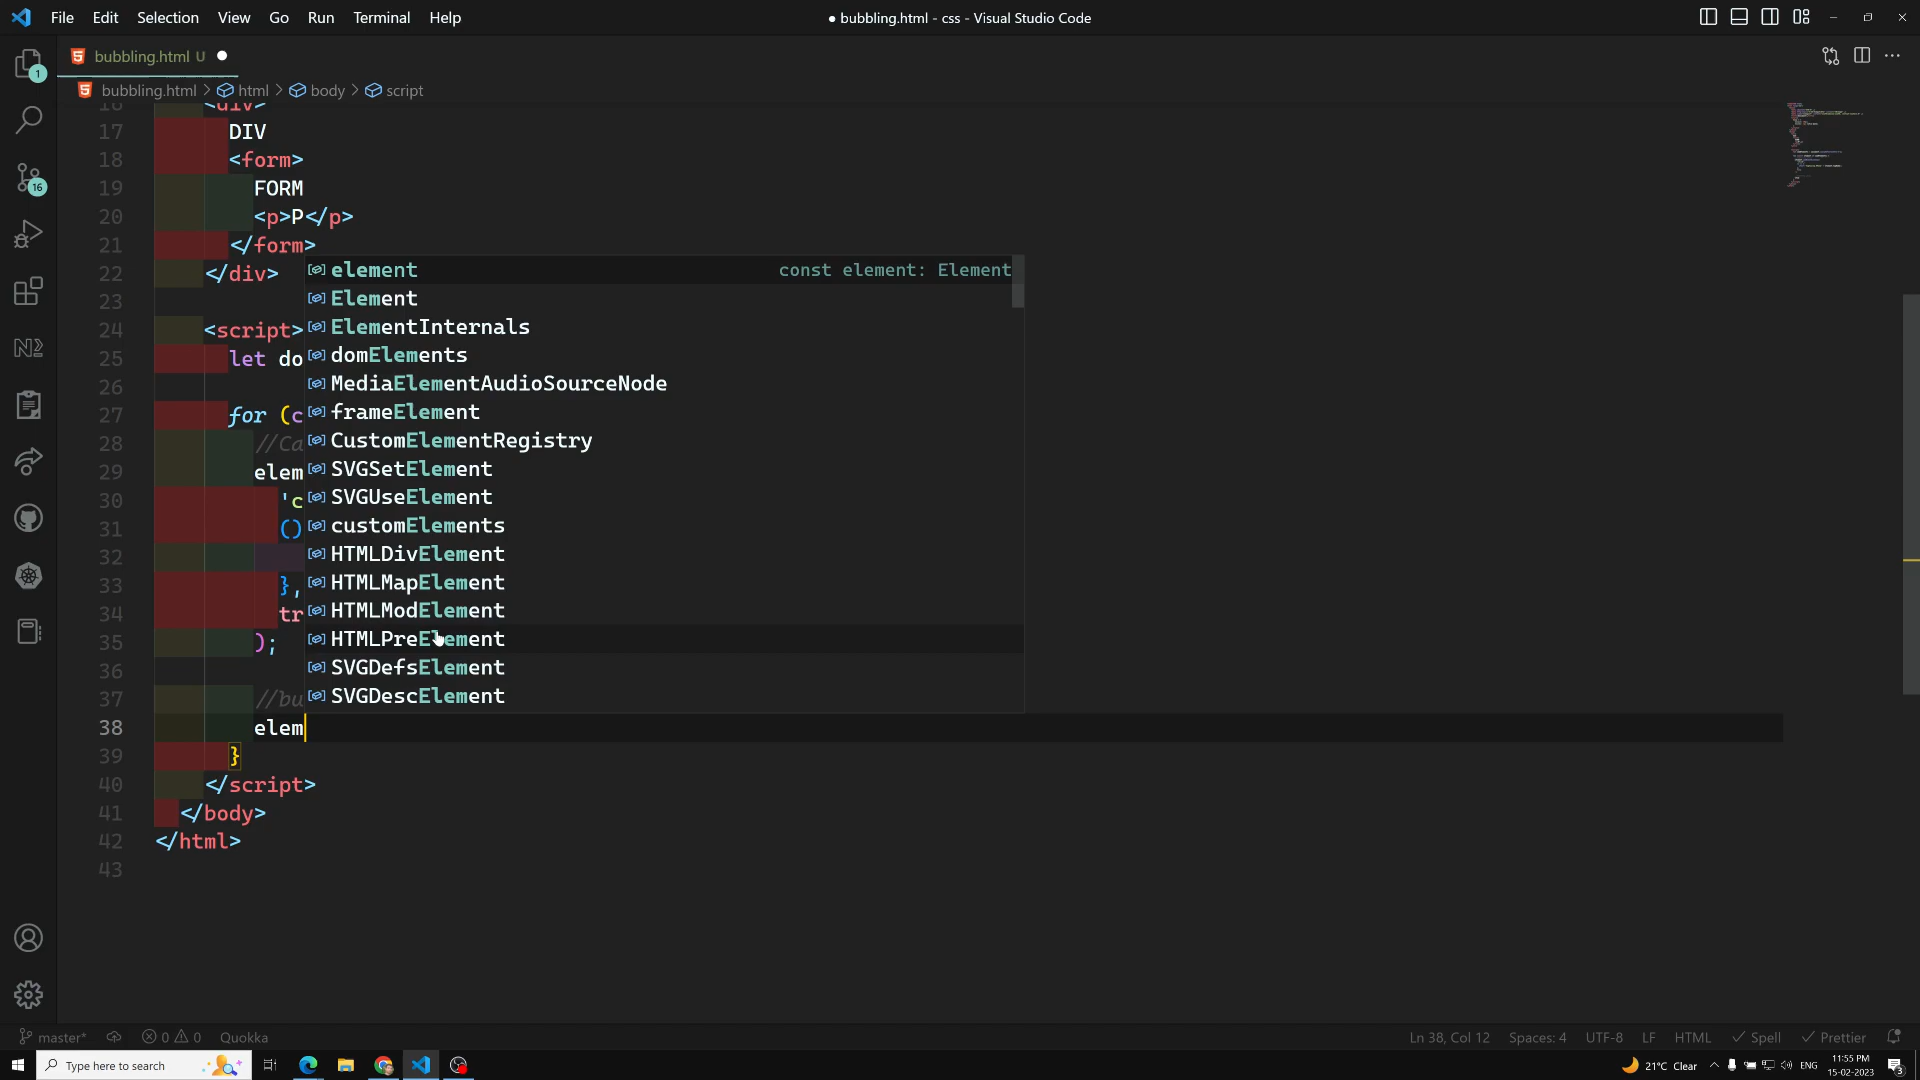 File Edit Selection View Go Run Terminal Help
● bubbling.html - css - Visual Studio Code
1
bubbling.html U
bubbling.html > html > body > script
16 <div>
17 DIV
18 <form>
19 FORM
20 <p>P</p>
21 </form>
22 </div>
23
24 <script>
25 let do
26
27 for (c
28 //Ca
29 elem
30 'c
31 ()
32
33 },
34 tr
35 );
36
37 //bu
38 elem
39 }
40 </script>
41 </body>
42 </html>
43
element const element: Element
Element
ElementInternals
domElements
MediaElementAudioSourceNode
frameElement
CustomElementRegistry
SVGSetElement
SVGUseElement
customElements
HTMLDivElement
HTMLMapElement
HTMLModElement
HTMLPreElement
SVGDefsElement
SVGDescElement
16
master* 0 0 Quokka
Ln 38, Col 12 Spaces: 4 UTF-8 LF HTML Spell Prettier
Type here to search
21°C Clear ENG 11:55 PM
15-02-2023
3